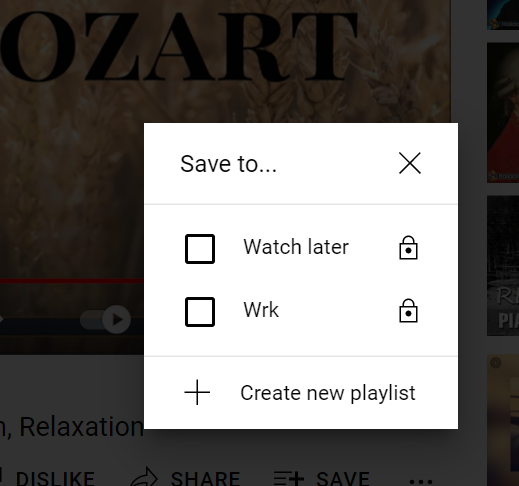 OZART
Save to...
Watch later
Wrk
Create new playlist
Relaxation
DISLIKE SHARE SAVE